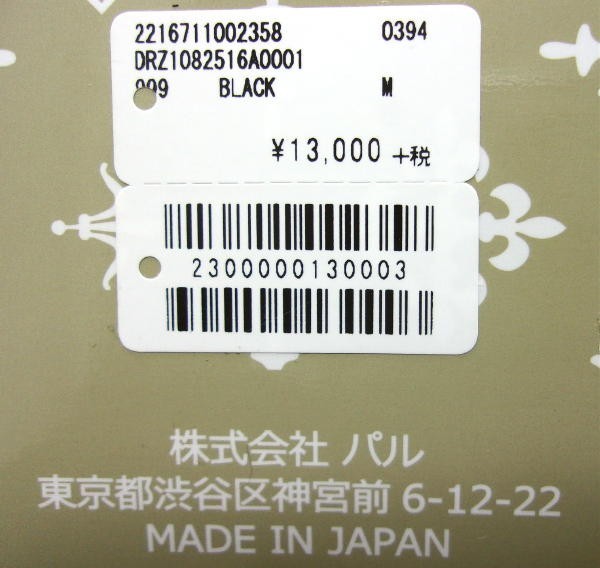 2216711002358 0394
DRZ1082516A0001
009 BLACK M
¥13,000 +税
2300000130003
株式会社 パル
東京都渋谷区神宮前 6-12-22
MADE IN JAPAN